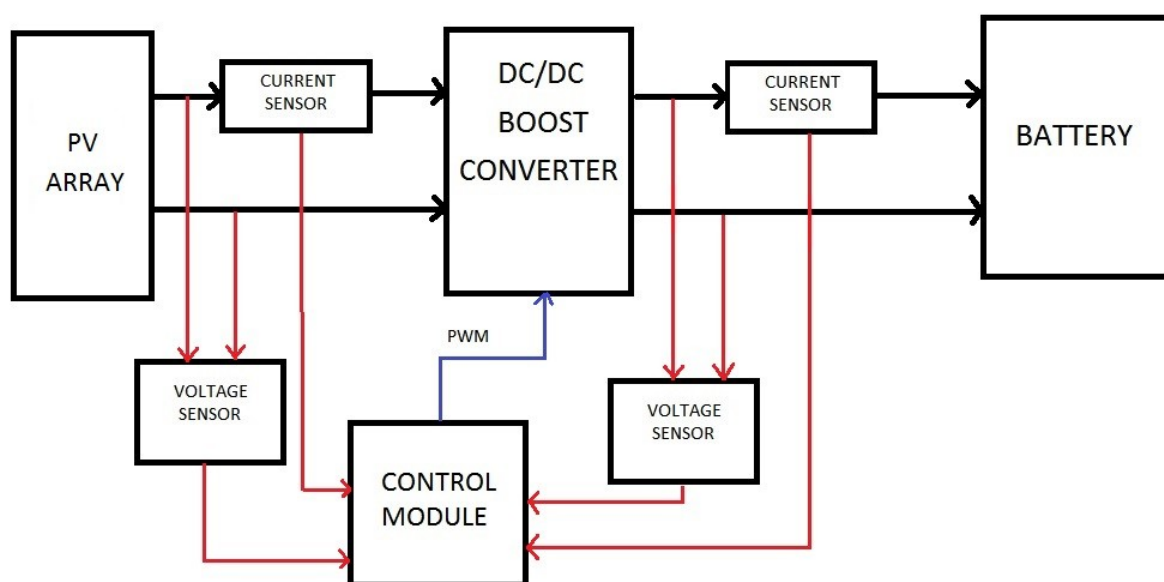 PV
ARRAY
CURRENT
SENSOR
DC/DC
BOOST
CONVERTER
CURRENT
SENSOR
BATTERY
PWM
VOLTAGE
SENSOR
CONTROL
MODULE
VOLTAGE
SENSOR